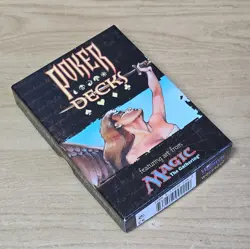 POKER
DECKS
featuring art from
MAGIC
The Gathering